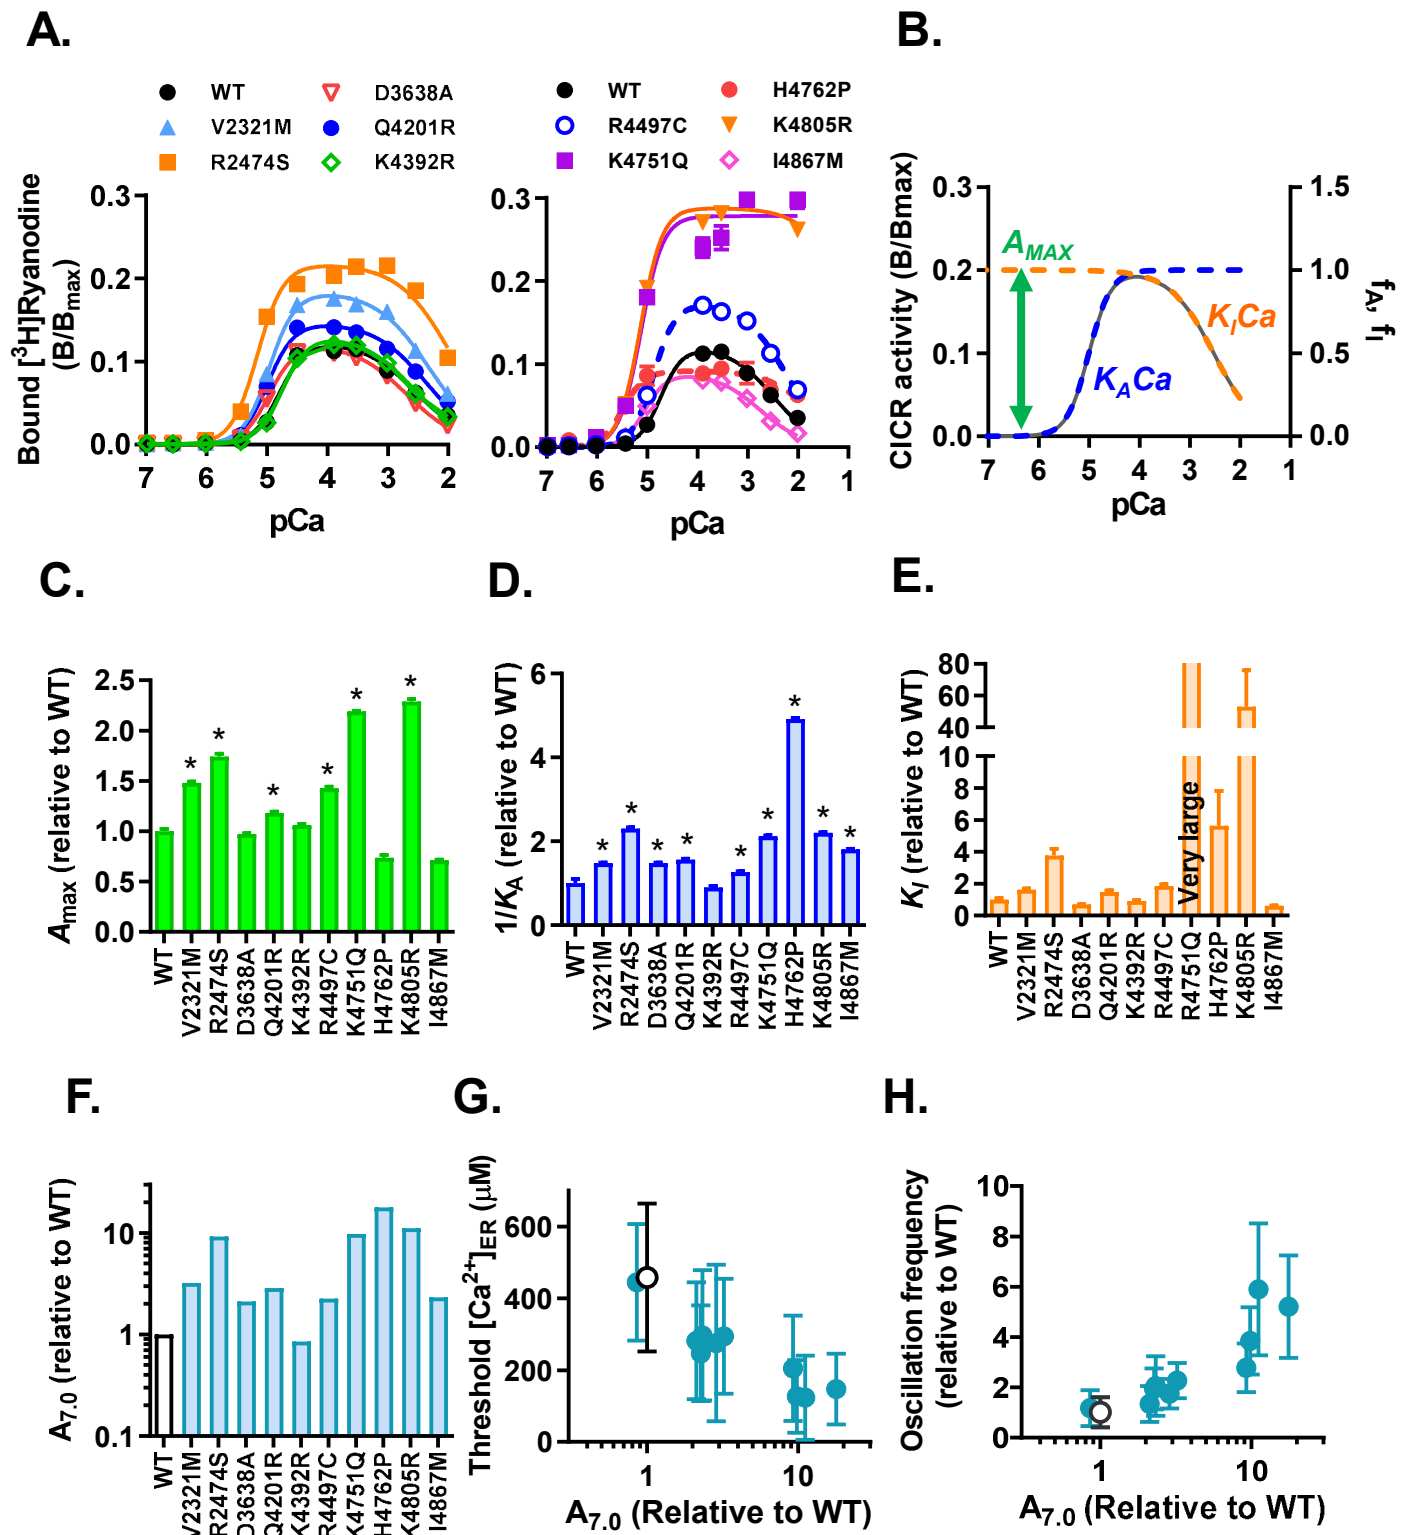 A.
WT
D3638A
V2321M
Q4201R
R2474S
K4392R
Bound [³H]Ryanodine
(B/Bmax)
0.3
0.2
0.1
0.0
7 6 5 4 3 2
pCa
WT
H4762P
R4497C
K4805R
K4751Q
I4867M
0.3
0.2
0.1
0.0
7 6 5 4 3 2 1
pCa
B.
CICR activity (B/Bmax)
0.3
0.2
0.1
0.0
AMAX
KACa
KICa
1.5
1.0
0.5
0.0
fA, fI
7 6 5 4 3 2 1
pCa
C.
Amax (relative to WT)
2.5
2.0
1.5
1.0
0.5
0.0
* * * * * *
WT V2321M R2474S D3638A Q4201R K4392R R4497C K4751Q H4762P K4805R I4867M
D.
1/KA (relative to WT)
6
4
2
0
* * * * * * * * *
WT V2321M R2474S D3638A Q4201R K4392R R4497C K4751Q H4762P K4805R I4867M
E.
KI (relative to WT)
80
60
40
10
8
6
4
2
0
Very large
WT V2321M R2474S D3638A Q4201R K4392R R4497C R4751Q H4762P K4805R I4867M
F.
A7.0 (relative to WT)
10
1
0.1
WT V2321M R2474S D3638A Q4201R K4392R R4497C K4751Q H4762P K4805R I4867M
G.
Threshold [Ca²⁺]ER (µM)
600
400
200
0
1 10
A7.0 (Relative to WT)
H.
Oscillation frequency
(relative to WT)
10
8
6
4
2
0
1 10
A7.0 (Relative to WT)